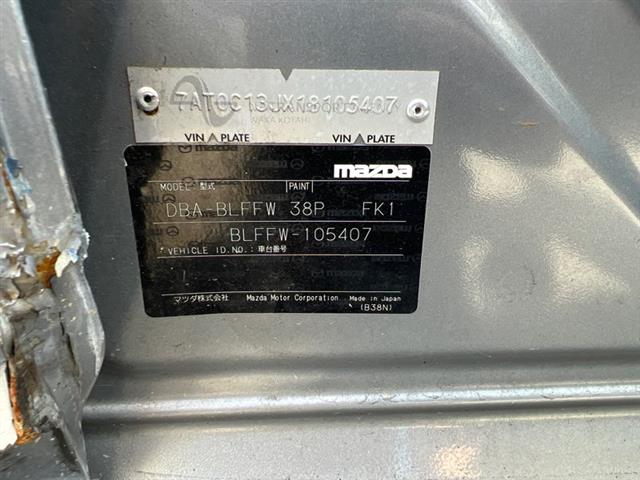 7AT0C13JX18105407
WAKA KOTAHI
VIN PLATE VIN PLATE
mazda
MODEL 型式 PAINT
DBA-BLFFW 38P FK1
BLFFW-105407
VEHICLE ID.NO.:車台番号
マツダ株式会社 Mazda Motor Corporation Made in Japan
(B38N)